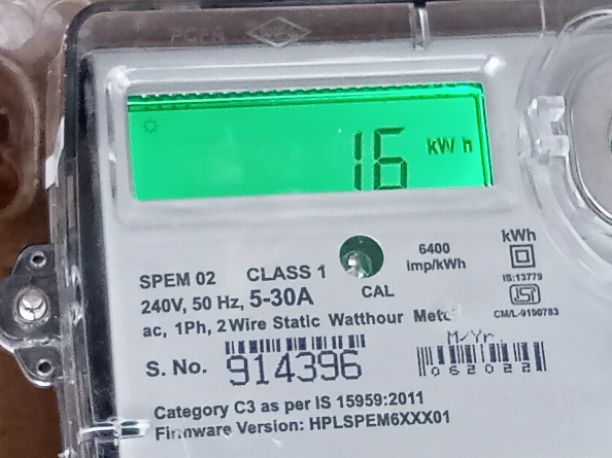 16 kWh
SPEM 02 CLASS 1
6400
imp/kWh
kWh
IS:13779
240V, 50 Hz, 5-30A
CAL
ISI
CM/L-9190783
ac, 1Ph, 2 Wire Static Watthour
M/Yr.
S. No. 914396
062022
Category C3 as per IS 15959:2011
Firmware Version: HPLSPEM6XXX01